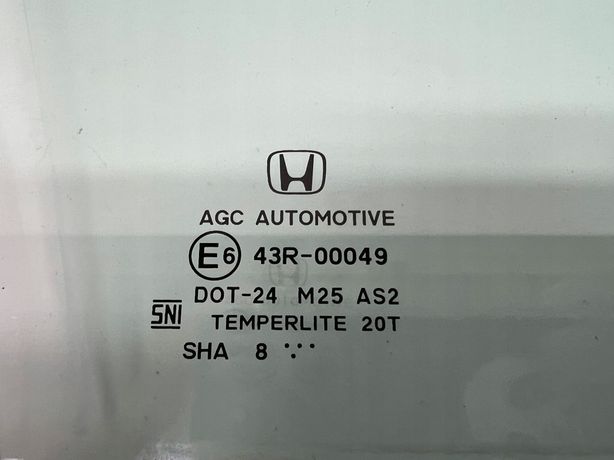 AGC AUTOMOTIVE
E6 43R-00049
DOT-24 M25 AS2
SNI TEMPERLITE 20T
SHA 8